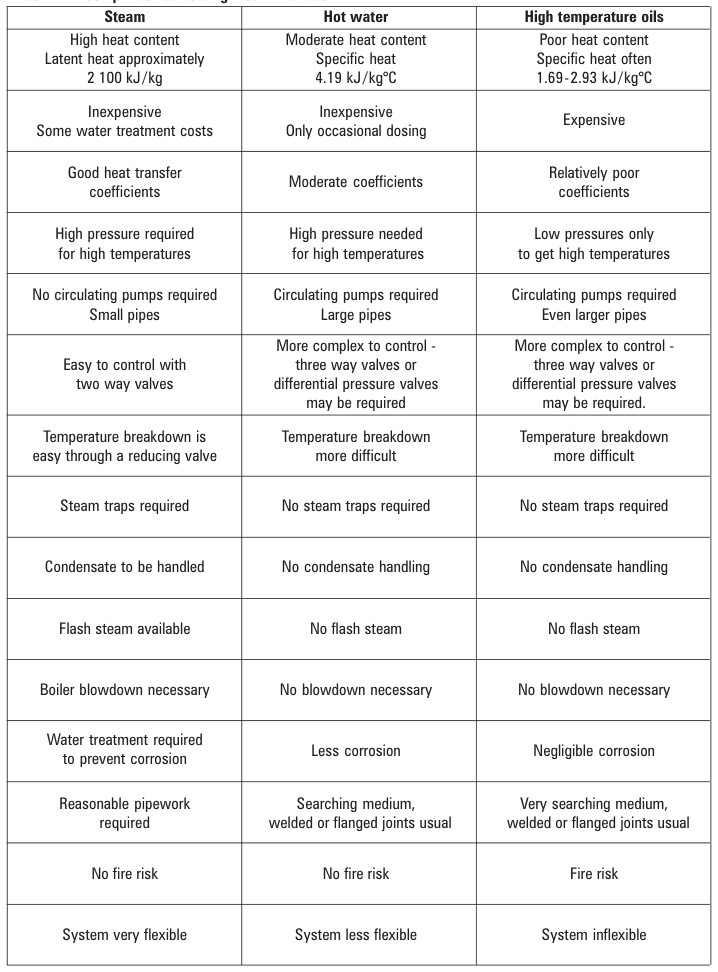 Steam
Hot water
High temperature oils
High heat content
Latent heat approximately
2 100 kJ/kg
Moderate heat content
Specific heat
4.19 kJ/kg°C
Poor heat content
Specific heat often
1.69-2.93 kJ/kg°C
Inexpensive
Some water treatment costs
Inexpensive
Only occasional dosing
Expensive
Good heat transfer
coefficients
Moderate coefficients
Relatively poor
coefficients
High pressure required
for high temperatures
High pressure needed
for high temperatures
Low pressures only
to get high temperatures
No circulating pumps required
Small pipes
Circulating pumps required
Large pipes
Circulating pumps required
Even larger pipes
Easy to control with
two way valves
More complex to control -
three way valves or
differential pressure valves
may be required
More complex to control -
three way valves or
differential pressure valves
may be required.
Temperature breakdown is
easy through a reducing valve
Temperature breakdown
more difficult
Temperature breakdown
more difficult
Steam traps required
No steam traps required
No steam traps required
Condensate to be handled
No condensate handling
No condensate handling
Flash steam available
No flash steam
No flash steam
Boiler blowdown necessary
No blowdown necessary
No blowdown necessary
Water treatment required
to prevent corrosion
Less corrosion
Negligible corrosion
Reasonable pipework
required
Searching medium,
welded or flanged joints usual
Very searching medium,
welded or flanged joints usual
No fire risk
No fire risk
Fire risk
System very flexible
System less flexible
System inflexible